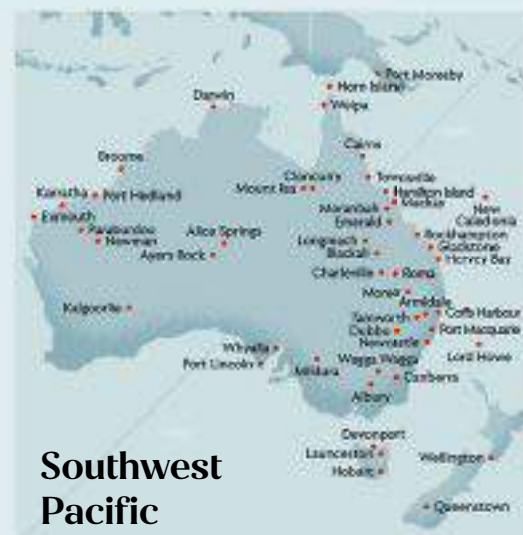 Port Moresby
Horn Island
Darwin
Weipa
Cairns
Broome
Cloncurry
Townsville
Mount Isa
Hamilton Island
Karratha
Port Hedland
Mackay
Moranbah
New
Caledonia
Exmouth
Emerald
Paraburdoo
Alice Springs
Rockhampton
Newman
Longreach
Gladstone
Ayers Rock
Blackall
Hervey Bay
Charleville
Roma
Moree
Armidale
Kalgoorlie
Tamworth
Coffs Harbour
Dubbo
Port Macquarie
Newcastle
Whyalla
Lord Howe
Port Lincoln
Mildura
Wagga Wagga
Canberra
Albury
Devonport
Launceston
Wellington
Hobart
Southwest
Pacific
Queenstown